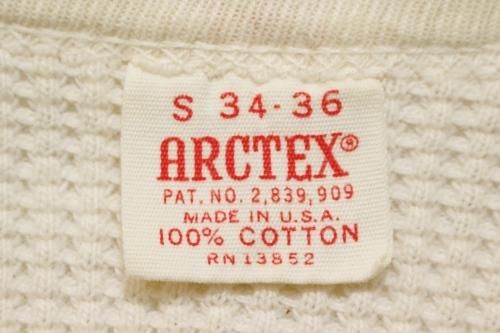 S 34-36
ARCTEX®
PAT. NO. 2,839,909
MADE IN U.S.A.
100% COTTON
RN 13852